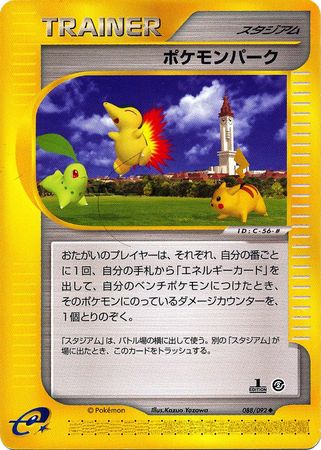 TRAINER
スタジアム
ポケモンパーク
ID:C-56-#
おたがいのプレイヤーは、それぞれ、自分の番ごと
に1回、自分の手札から「エネルギーカード」を
出して、自分のベンチポケモンにつけたとき、
そのポケモンにのっているダメージカウンターを、
1個とりのぞく。
「スタジアム」は、バトル場の横に出して使う。別の「スタジアム」が
出たとき、このカードをトラッシュする。
1
EDITION
e
©Pokémon
Illus.Kazuo Yazawa
088/092